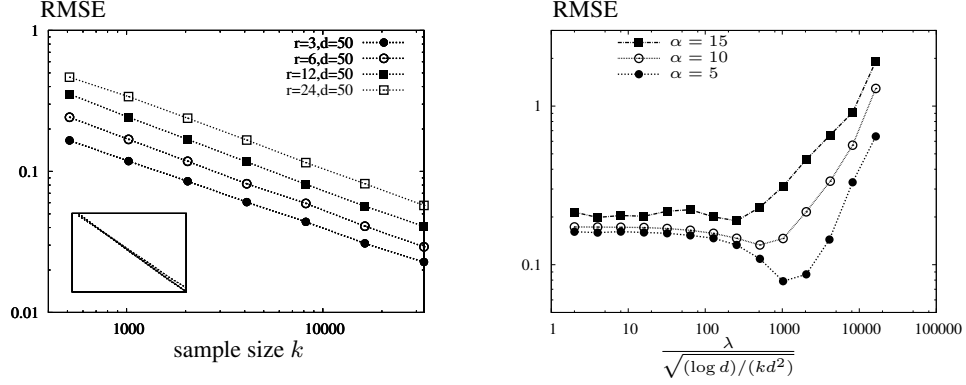 RMSE
1
0.1
0.01
r=3,d=50
r=6,d=50
r=12,d=50
r=24,d=50
1000
10000
sample size k
RMSE
1
0.1
α = 15
α = 10
α = 5
1
10
100
1000
10000
100000
λ
√(log d)/(kd²)